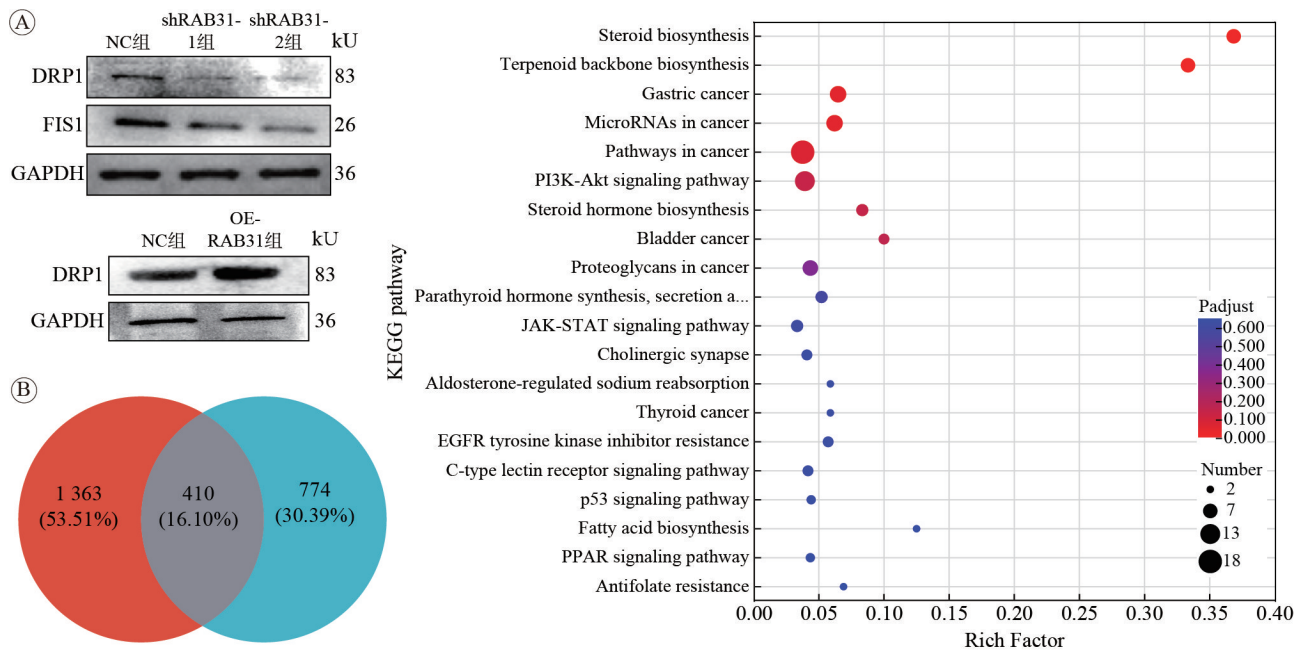 A
NC组
shRAB31-
1组
shRAB31-
2组
kU
DRP1
83
FIS1
26
GAPDH
36
NC组
OE-
RAB31组
kU
DRP1
83
GAPDH
36
B
1 363
(53.51%)
410
(16.10%)
774
(30.39%)
KEGG pathway
Steroid biosynthesis
Terpenoid backbone biosynthesis
Gastric cancer
MicroRNAs in cancer
Pathways in cancer
PI3K-Akt signaling pathway
Steroid hormone biosynthesis
Bladder cancer
Proteoglycans in cancer
Parathyroid hormone synthesis, secretion a...
JAK-STAT signaling pathway
Cholinergic synapse
Aldosterone-regulated sodium reabsorption
Thyroid cancer
EGFR tyrosine kinase inhibitor resistance
C-type lectin receptor signaling pathway
p53 signaling pathway
Fatty acid biosynthesis
PPAR signaling pathway
Antifolate resistance
0.00 0.05 0.10 0.15 0.20 0.25 0.30 0.35 0.40
Rich Factor
Padjust
0.600
0.500
0.400
0.300
0.200
0.100
0.000
Number
2
7
13
18